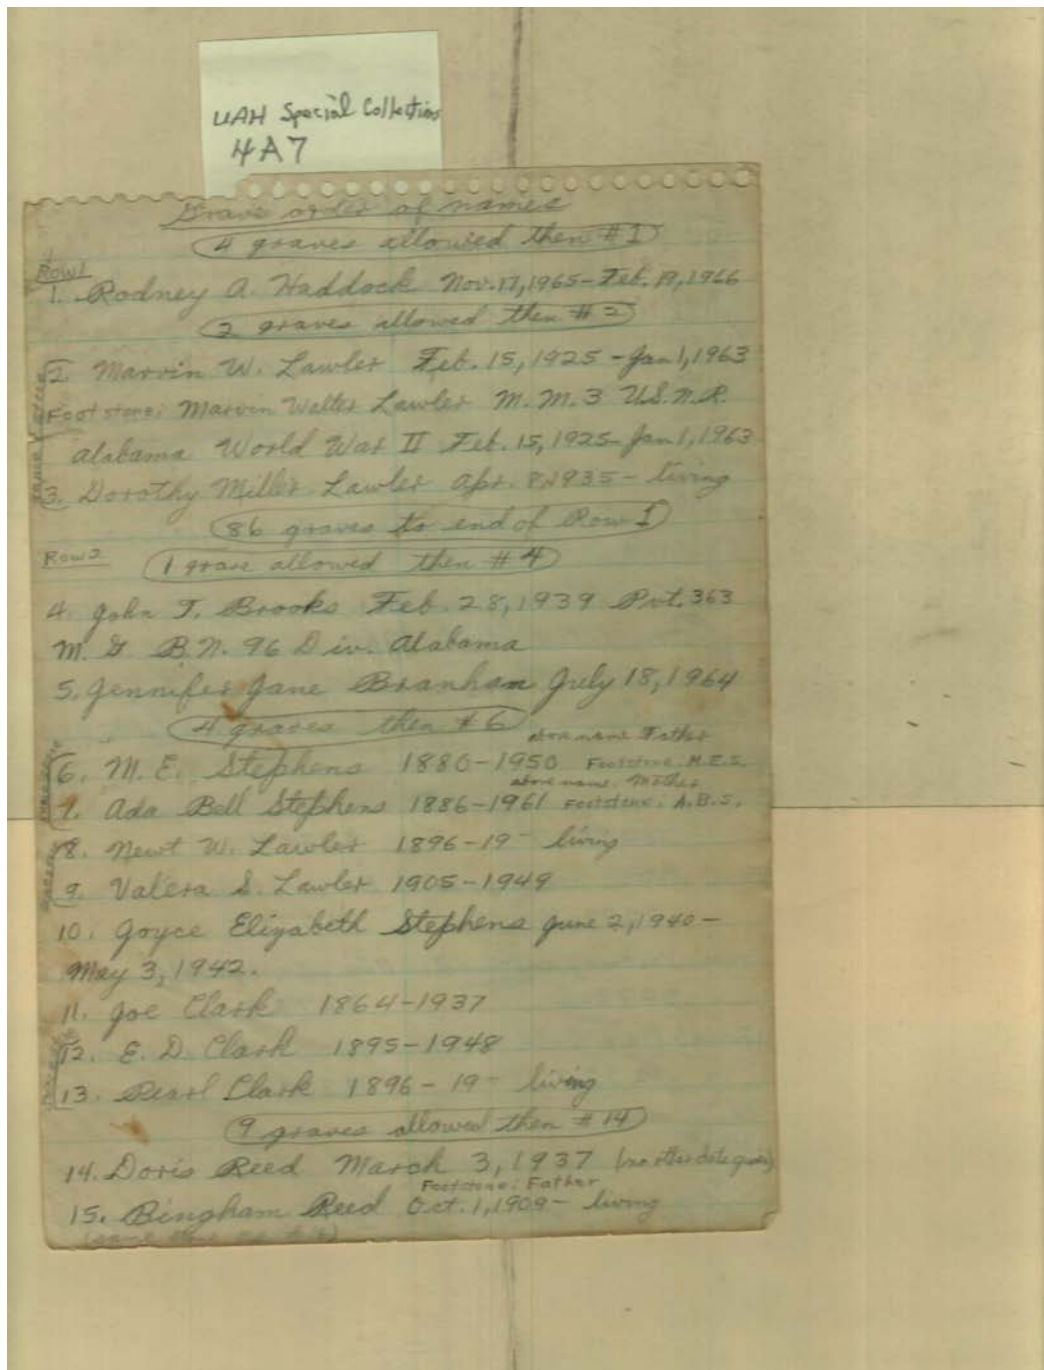 UAH Special Collections
4A7
Grave order of names
4 graves allowed then #1
Row 1
1. Rodney A. Haddock Nov. 17, 1965 - Feb. 19, 1966
2 graves allowed then #2
2. Marvin W. Lawler Feb. 15, 1925 - Jan 1, 1963
Footstone: Marvin Walter Lawler M.M. 3 U.S.N.R.
Alabama World War II Feb. 15, 1925 - Jan 1, 1963
3. Dorothy Miller Lawler Apr. 8, 1935 - living
86 graves to end of Row 1
Row 2
1 grave allowed then #4
4. John T. Brooks Feb. 28, 1939 Pvt. 363
M. G B.N. 96 Div. Alabama
5. Jennifer Jane Branham July 18, 1964
4 graves then #6
above name Father
6. M. E. Stephens 1880-1950 Footstone: M.E.S.
above name: Mother
7. Ada Bell Stephens 1886-1961 Footstone: A.B.S.
8. Newt W. Lawler 1896-19- living
9. Valera S. Lawler 1905-1949
10. Joyce Elizabeth Stephens June 2, 1940 -
May 3, 1942.
11. Joe Clark 1864-1937
12. E. D. Clark 1895-1948
13. Pearl Clark 1896-19- living
9 graves allowed then #14
14. Doris Reed March 3, 1937 (no other date given)
Footstone: Father
15. Bingham Reed Oct. 1, 1909 - living
(same stone as #14)